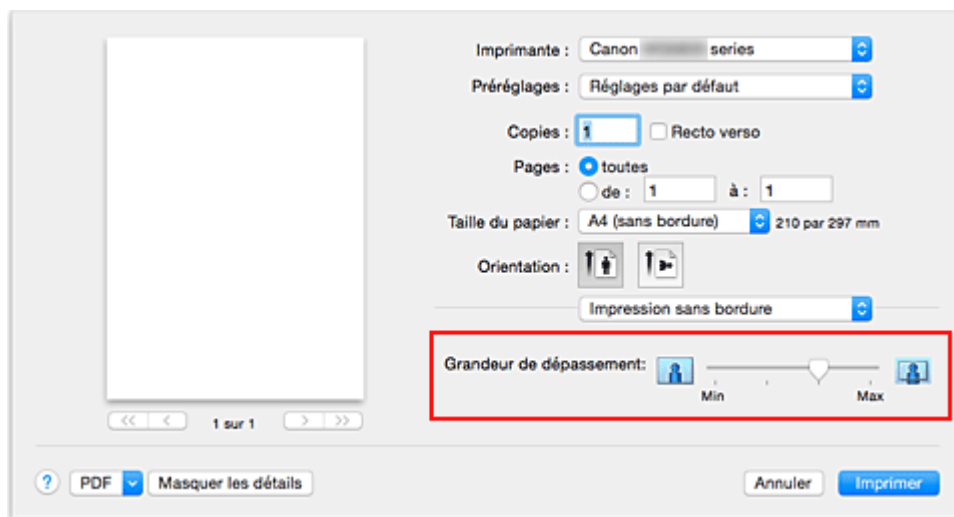 Imprimante : Canon series
Préréglages : Réglages par défaut
Copies : 1 Recto verso
Pages : toutes
de : 1 à : 1
Taille du papier : A4 (sans bordure) 210 par 297 mm
Orientation :
Impression sans bordure
Grandeur de dépassement:
Min Max
<< < 1 sur 1 > >>
? PDF Masquer les détails Annuler Imprimer